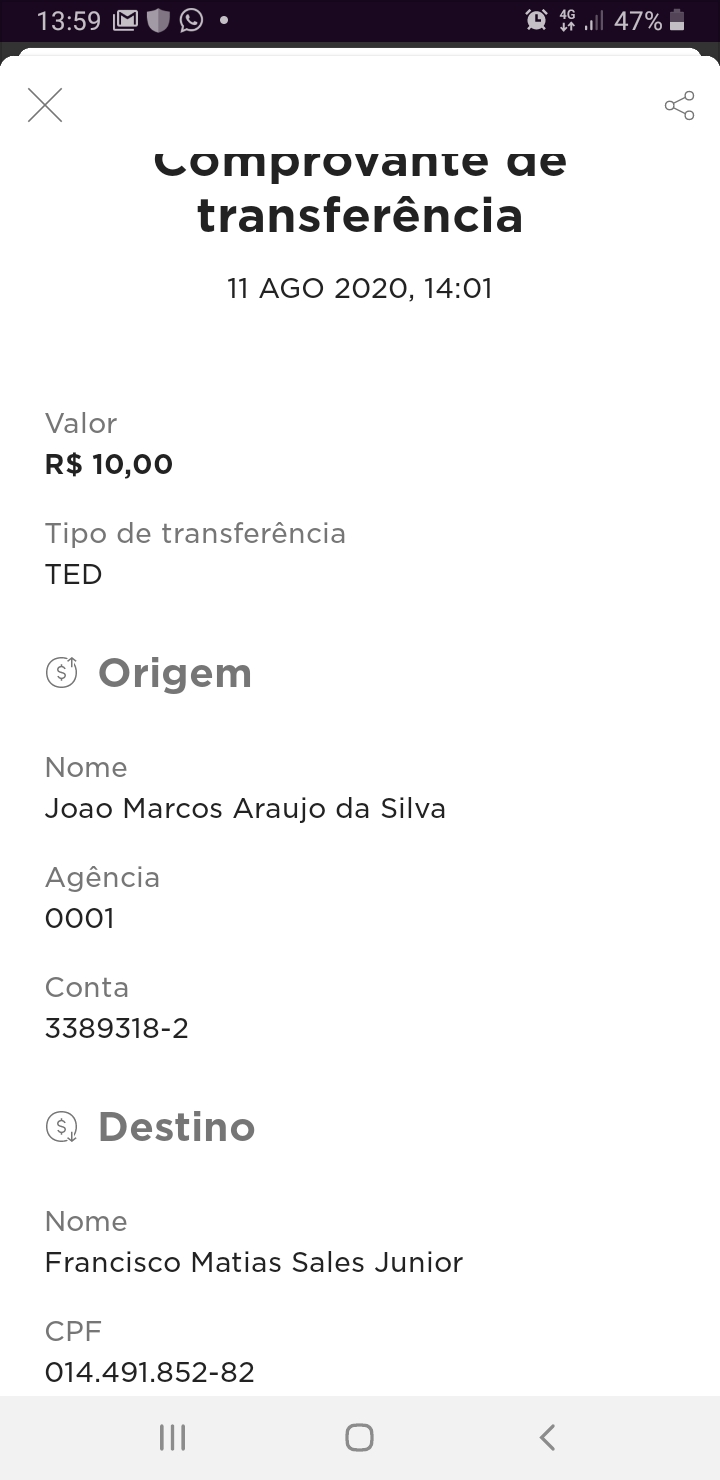 13:59
4G
47%
Comprovante de
transferência
11 AGO 2020, 14:01
Valor
R$ 10,00
Tipo de transferência
TED
Origem
Nome
Joao Marcos Araujo da Silva
Agência
0001
Conta
3389318-2
Destino
Nome
Francisco Matias Sales Junior
CPF
014.491.852-82